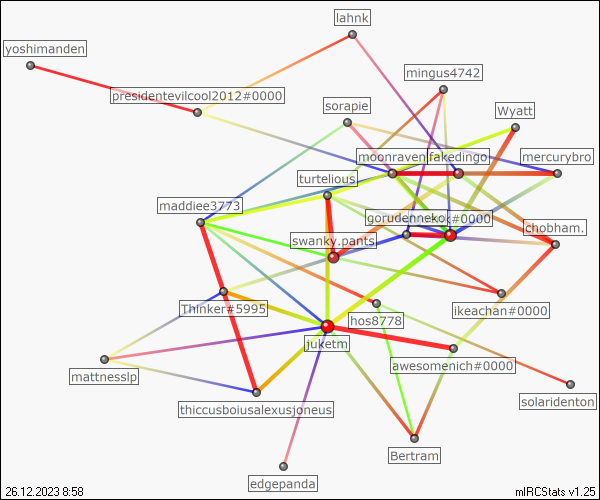 lahnk
yoshimanden
mingus4742
presidentevilcool2012#0000
sorapie
Wyatt
moonraven
fakedingo
mercurybro
turtelious
maddiee3773
gorudenneko
#0000
chobham.
swanky.pants
Thinker#5995
ikeachan#0000
hos8778
juketm
awesomenich#0000
mattnesslp
solaridenton
thiccusboiusalexusjoneus
Bertram
edgepanda
26.12.2023 8:58
mIRCStats v1.25